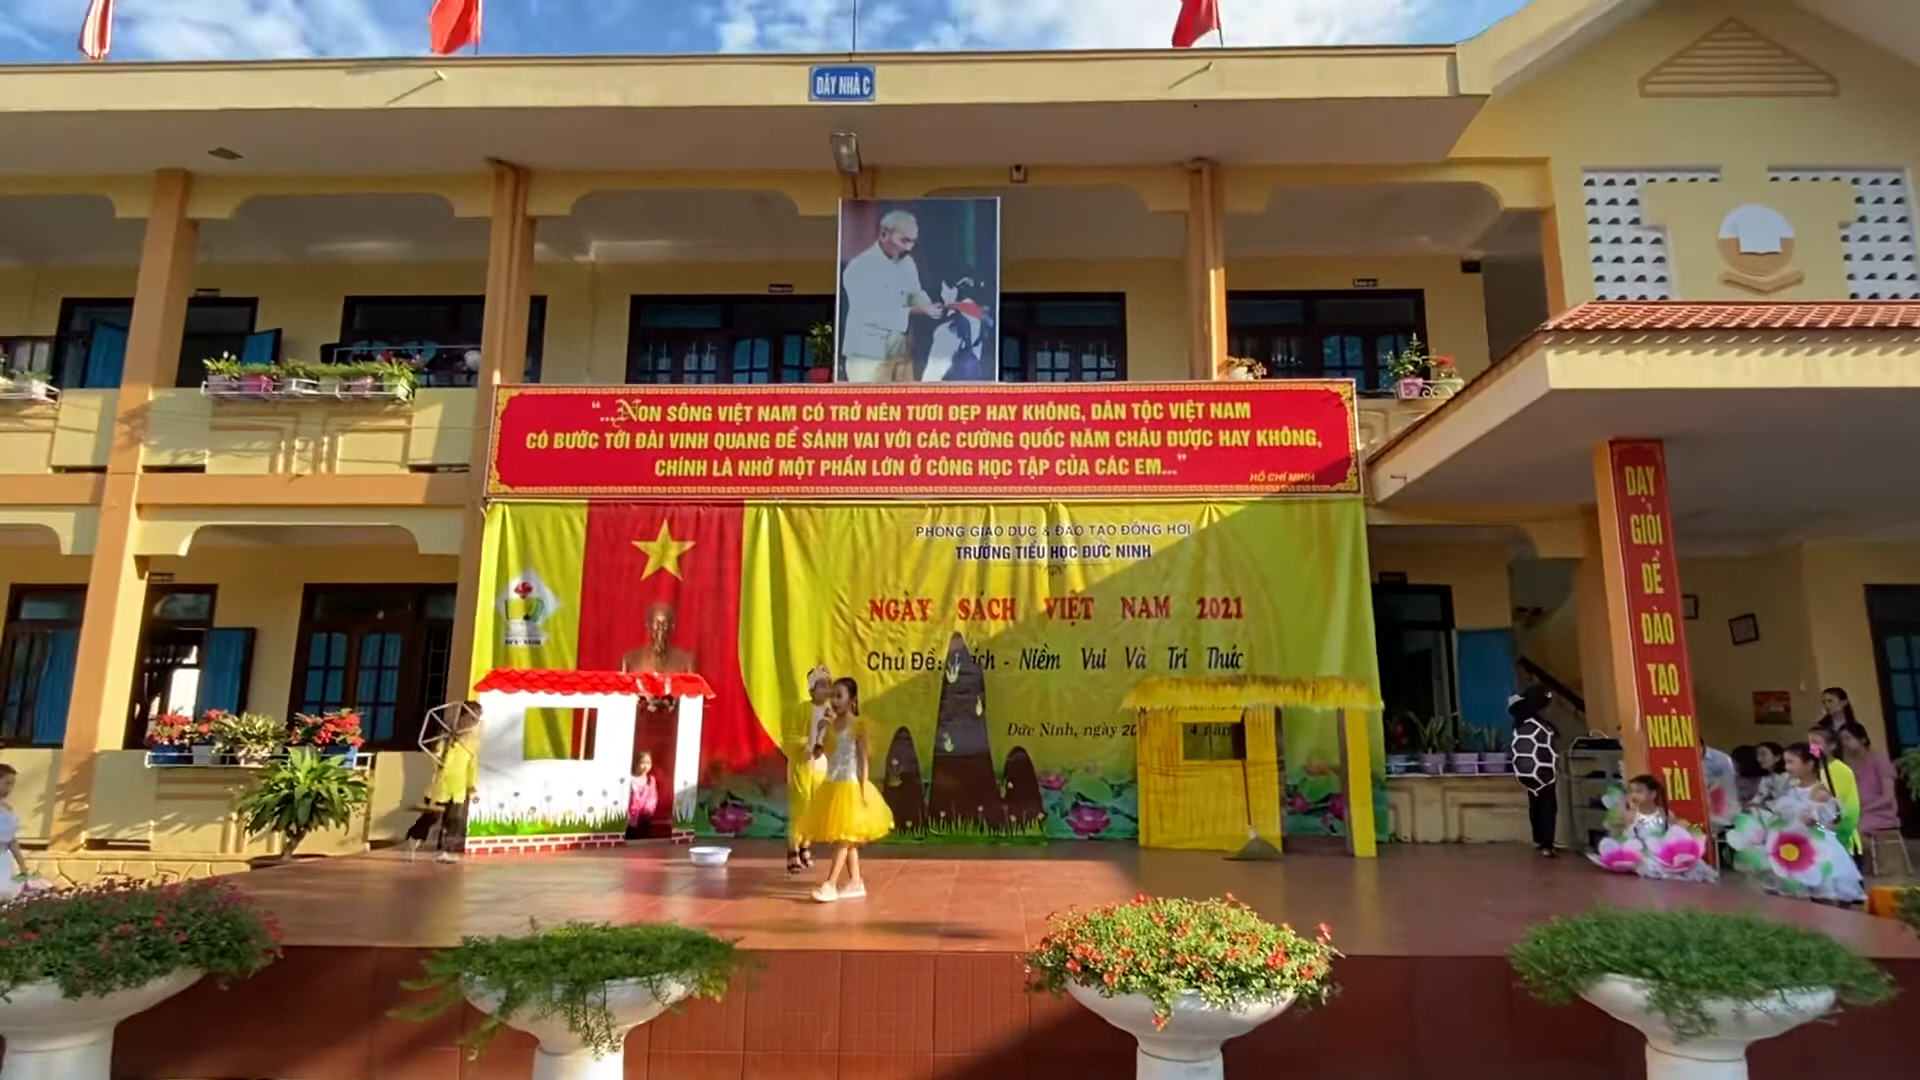 DÃY NHÀ C
"...NON SÔNG VIỆT NAM CÓ TRỞ NÊN TƯƠI ĐẸP HAY KHÔNG, DÂN TỘC VIỆT NAM
CÓ BƯỚC TỚI ĐÀI VINH QUANG ĐỂ SÁNH VAI VỚI CÁC CƯỜNG QUỐC NĂM CHÂU ĐƯỢC HAY KHÔNG,
CHÍNH LÀ NHỜ MỘT PHẦN LỚN Ở CÔNG HỌC TẬP CỦA CÁC EM..."
HỒ CHÍ MINH
PHÒNG GIÁO DỤC & ĐÀO TẠO ĐỒNG HỚI
TRƯỜNG TIỂU HỌC ĐỨC NINH
NGÀY SÁCH VIỆT NAM 2021
Chủ Đề: - Niềm Vui Và Tri Thức
Đức Ninh, ngày 4
DẠY
GIỎI
ĐỂ
ĐÀO
TẠO
NHÂN
TÀI